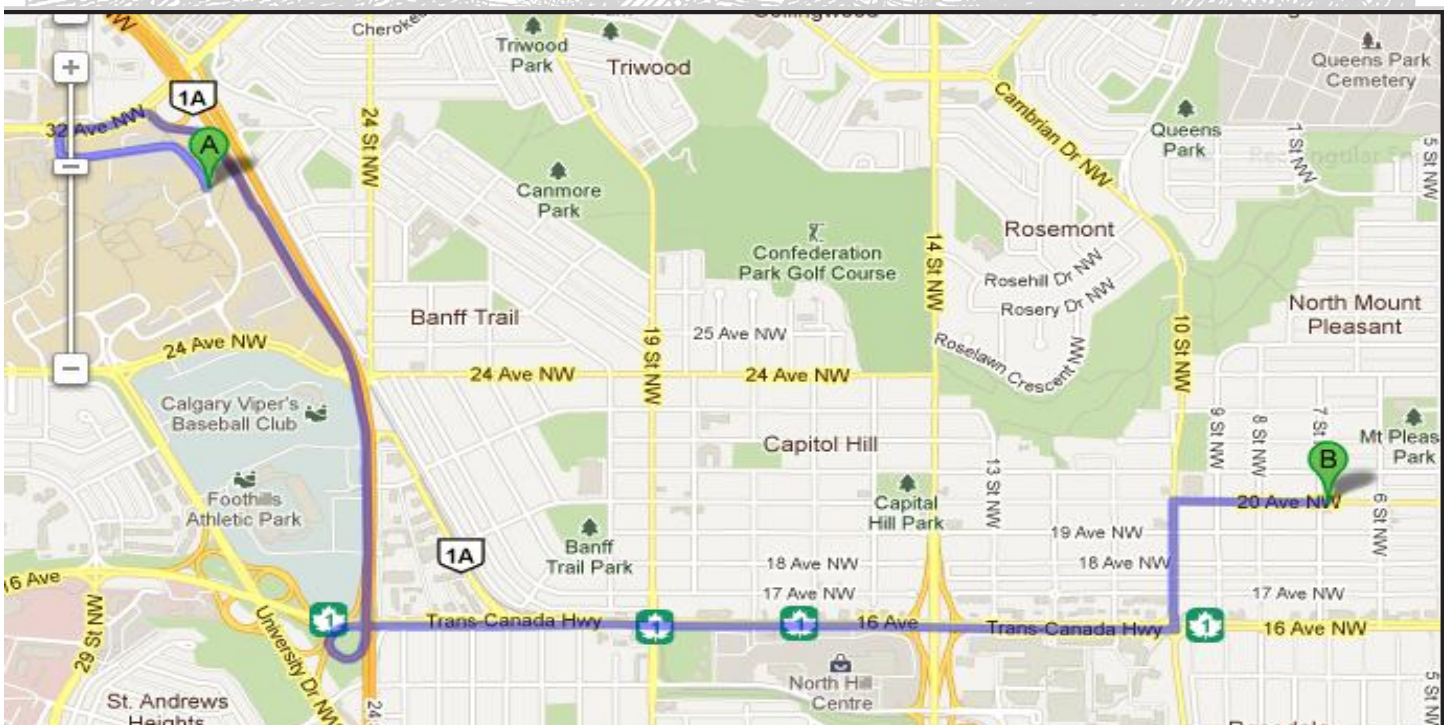 Triwood
Park
Triwood
Queens Park
Cemetery
1A
32 Ave NW
A
24 St NW
Cambrian Dr NW
Queens
Park
1 St NW
5 St NW
Canmore
Park
Confederation
Park Golf Course
14 St NW
Rosemont
Rosehill Dr NW
Rosery Dr NW
North Mount
Pleasant
Banff Trail
19 St NW
25 Ave NW
10 St NW
24 Ave NW
Roselawn Crescent NW
24 Ave NW
24 Ave NW
Calgary Viper's
Baseball Club
Capitol Hill
9 St NW
8 St NW
7 St
Mt Pleas
Park
B
13 St NW
Foothills
Athletic Park
Capital
Hill Park
20 Ave NW
6 St NW
19 Ave NW
1A
Banff
Trail Park
18 Ave NW
18 Ave NW
16 Ave
17 Ave NW
17 Ave NW
1
Trans-Canada Hwy
1
1
16 Ave
Trans-Canada Hwy
1
16 Ave NW
29 St NW
University Dr NW
North Hill
Centre
St. Andrews
Heights
24
5 St N